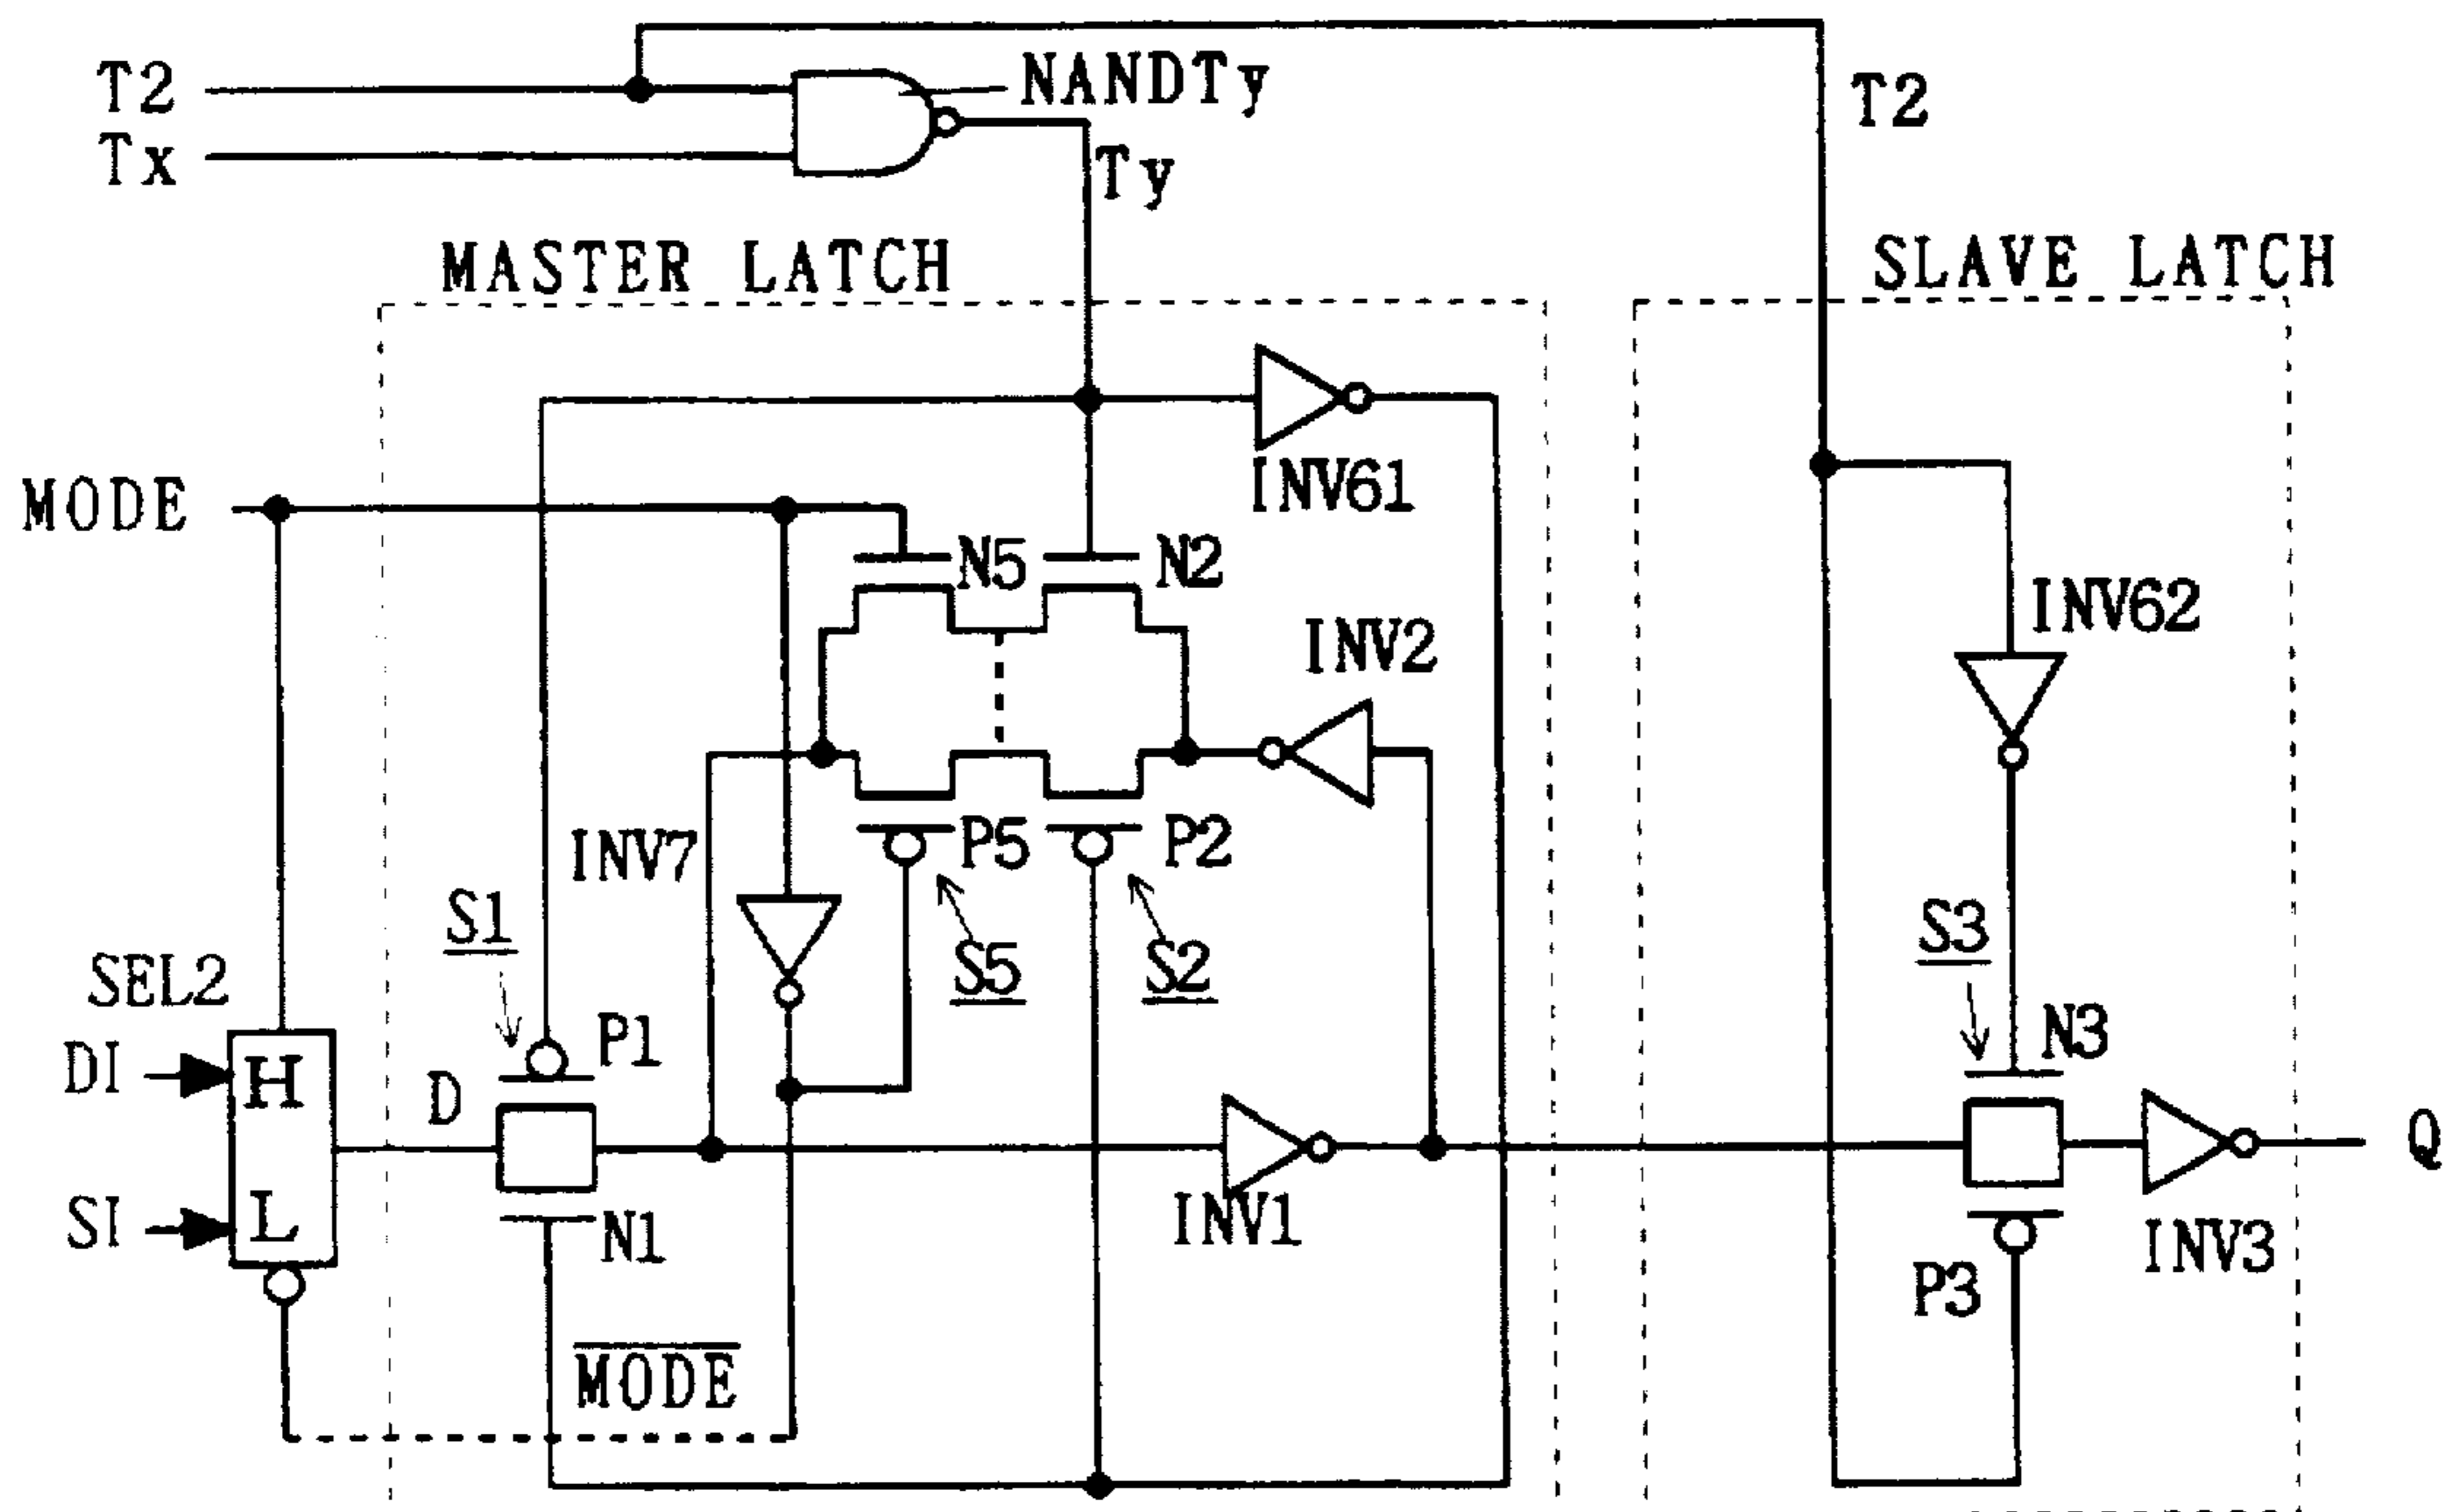 T2
NANDTy
T2
Tx
Ty
MASTER LATCH
SLAVE LATCH
MODE
INV61
N5
N2
INV62
INV2
INV7
P5
P2
S1
S5
S2
S3
SEL2
P1
N3
DI
H
D
SI
L
N1
INV1
Q
INV3
P3
MODE